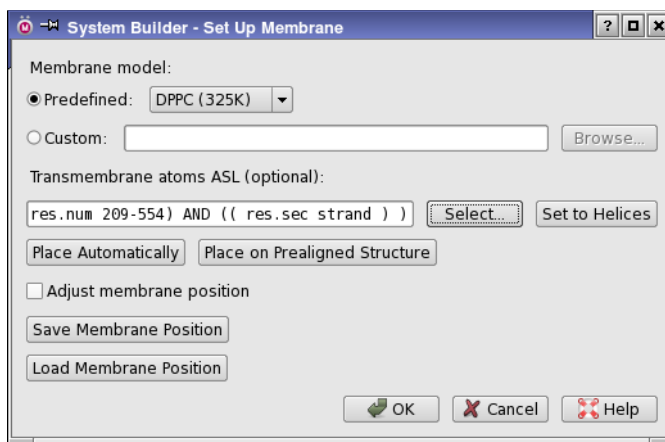 System Builder - Set Up Membrane
Membrane model:
Predefined: DPPC (325K)
Custom: Browse...
Transmembrane atoms ASL (optional):
res.num 209-554) AND (( res.sec strand ) ) Select... Set to Helices
Place Automatically Place on Prealigned Structure
Adjust membrane position
Save Membrane Position
Load Membrane Position
OK Cancel Help